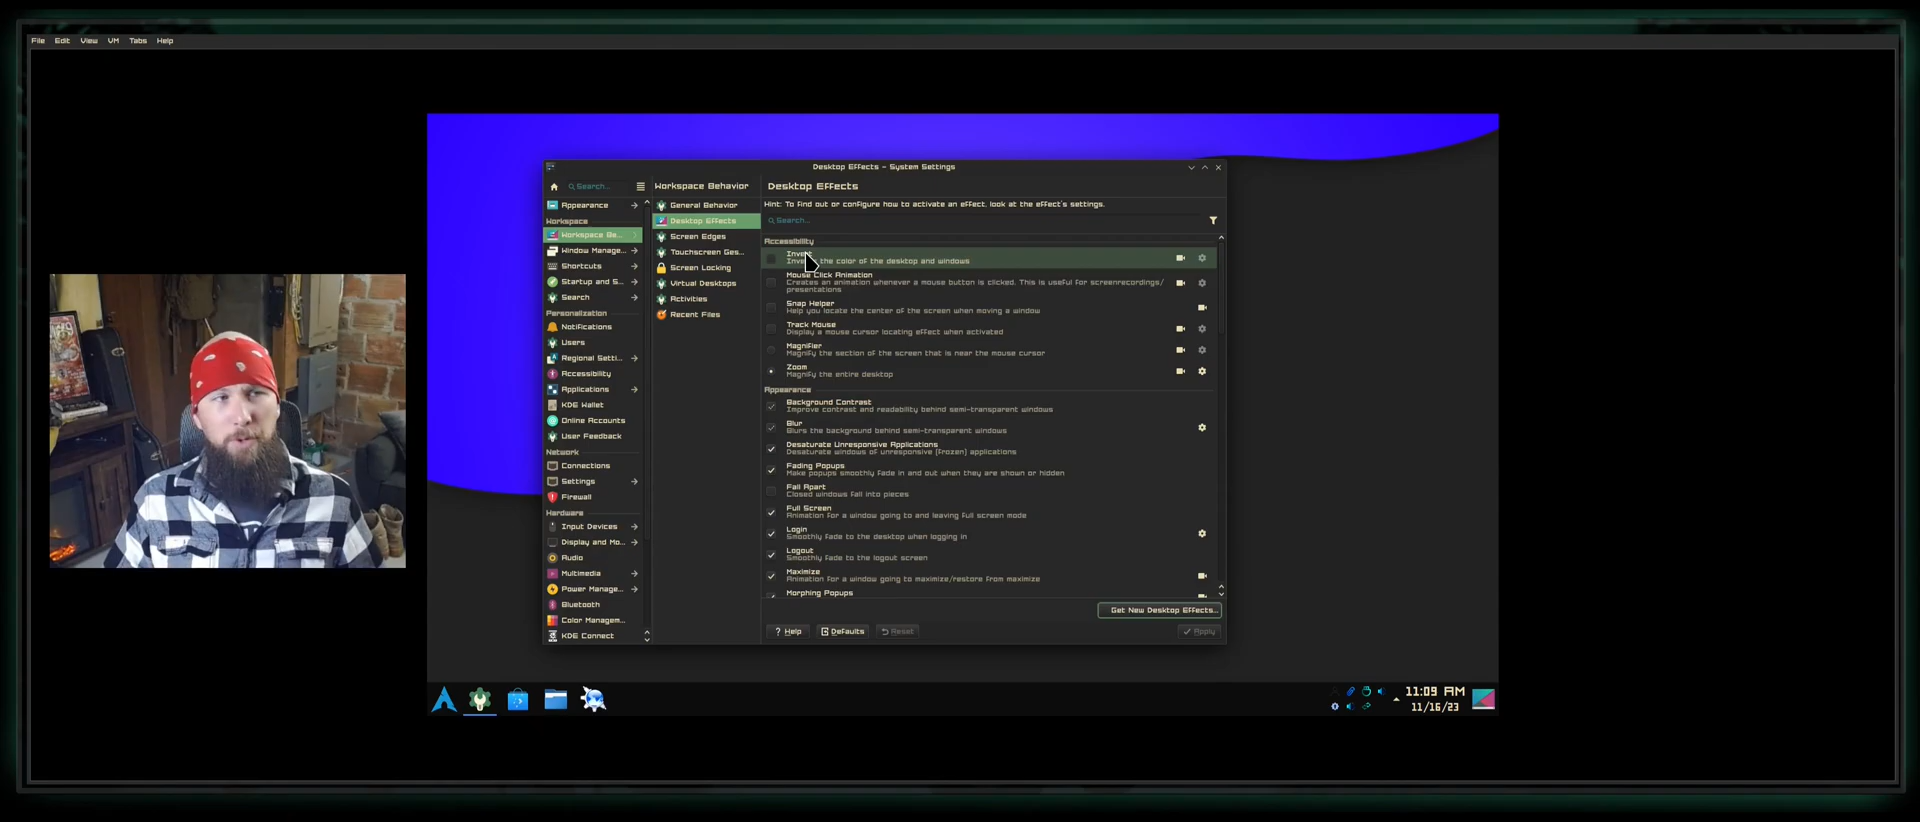 File Edit View VM Tabs Help
Desktop Effects – System Settings
Search...
Appearance
Workspace
Workspace Be...
Window Manage...
Shortcuts
Startup and S...
Search
Personalization
Notifications
Users
Regional Setti...
Accessibility
Applications
KDE Wallet
Online Accounts
User Feedback
Network
Connections
Settings
Firewall
Hardware
Input Devices
Display and Mo...
Audio
Multimedia
Power Manage...
Bluetooth
Color Managem...
KDE Connect
Workspace Behavior
General Behavior
Desktop Effects
Screen Edges
Touchscreen Ges...
Screen Locking
Virtual Desktops
Activities
Recent Files
Desktop Effects
Hint: To find out or configure how to activate an effect, look at the effect's settings.
Search...
Accessibility
the color of the desktop and windows
Mouse Click Animation
Creates an animation whenever a mouse button is clicked. This is useful for screenrecordings/
presentations
Snap Helper
Help you locate the center of the screen when moving a window
Track Mouse
Display a mouse cursor locating effect when activated
Magnifier
Magnify the section of the screen that is near the mouse cursor
Zoom
Magnify the entire desktop
Appearance
Background Contrast
Improve contrast and readability behind semi-transparent windows
Blur
Blurs the background behind semi-transparent windows
Desaturate Unresponsive Applications
Desaturate windows of unresponsive (frozen) applications
Fading Popups
Make popups smoothly fade in and out when they are shown or hidden
Fall Apart
Closed windows fall into pieces
Full Screen
Animation for a window going to and leaving full screen mode
Login
Smoothly fade to the desktop when logging in
Logout
Smoothly fade to the logout screen
Maximize
Animation for a window going to maximize/restore from maximize
Morphing Popups
Get New Desktop Effects...
? Help Defaults Reset Apply
11:09 AM
11/16/23